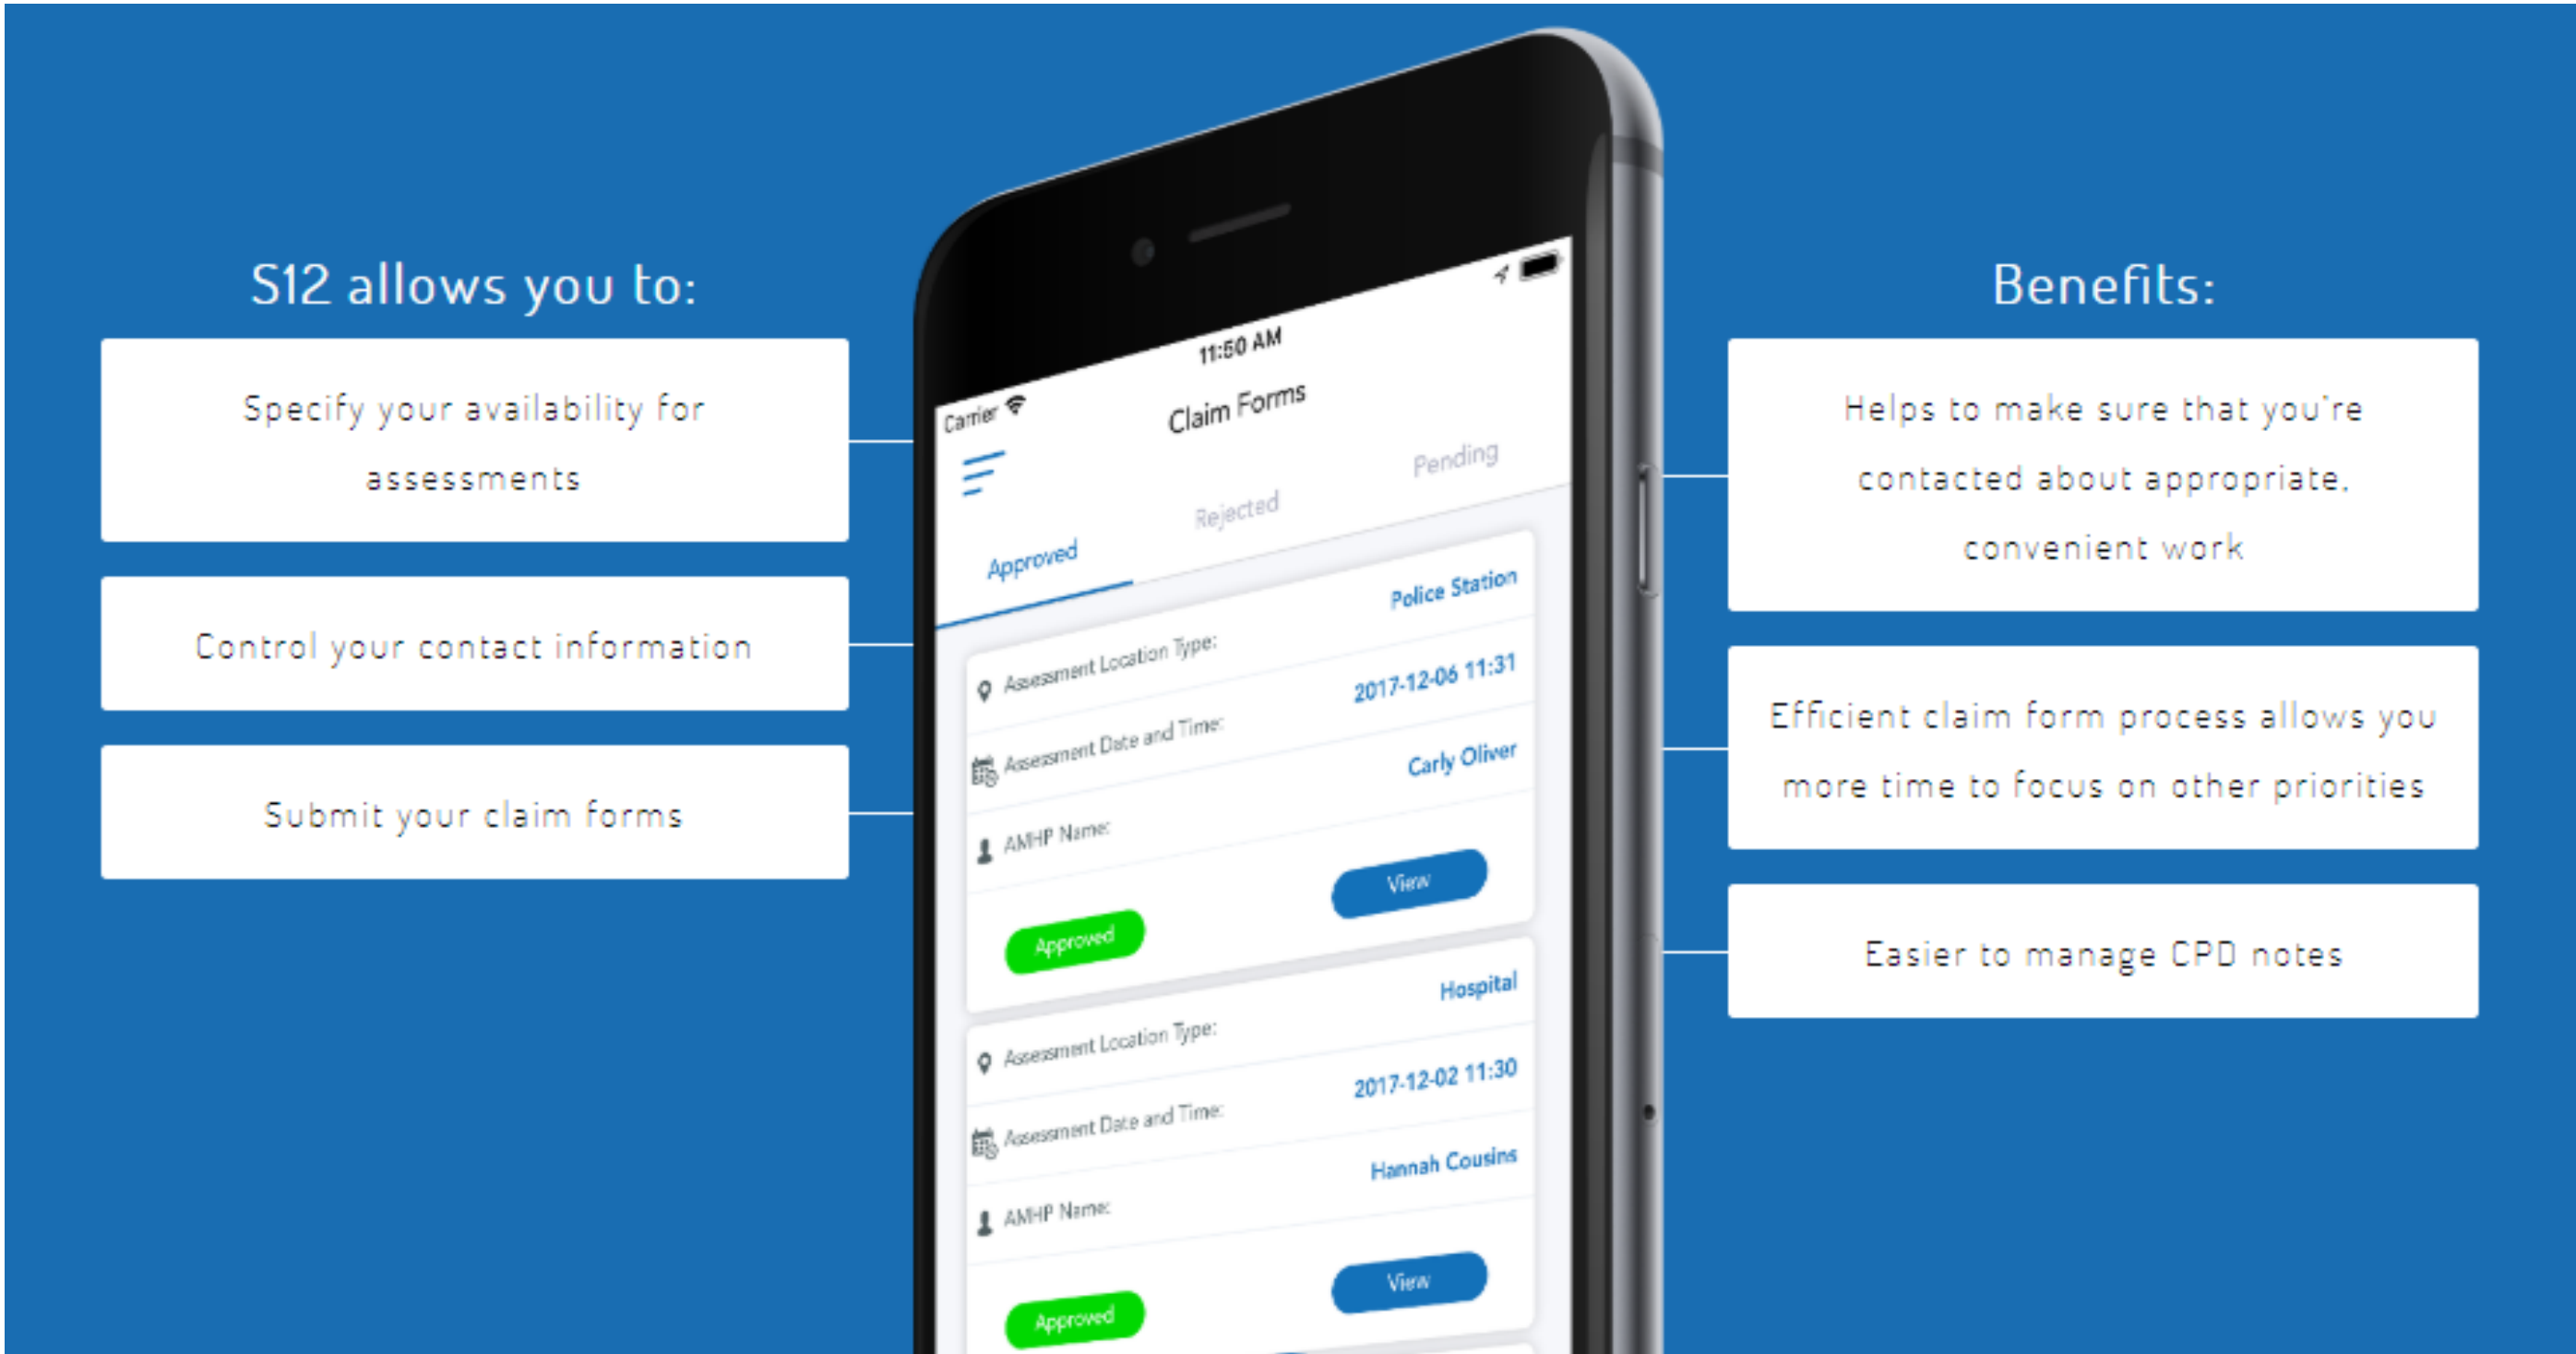 S12 allows you to:
Specify your availability for
assessments
Control your contact information
Submit your claim forms
11:50 AM
Carrier
Claim Forms
Approved
Rejected
Pending
Assessment Location Type:
Police Station
Assessment Date and Time:
2017-12-06 11:31
AMHP Name:
Carly Oliver
Approved
View
Assessment Location Type:
Hospital
Assessment Date and Time:
2017-12-02 11:30
AMHP Name:
Hannah Cousins
Approved
View
Benefits:
Helps to make sure that you're
contacted about appropriate,
convenient work
Efficient claim form process allows you
more time to focus on other priorities
Easier to manage CPD notes